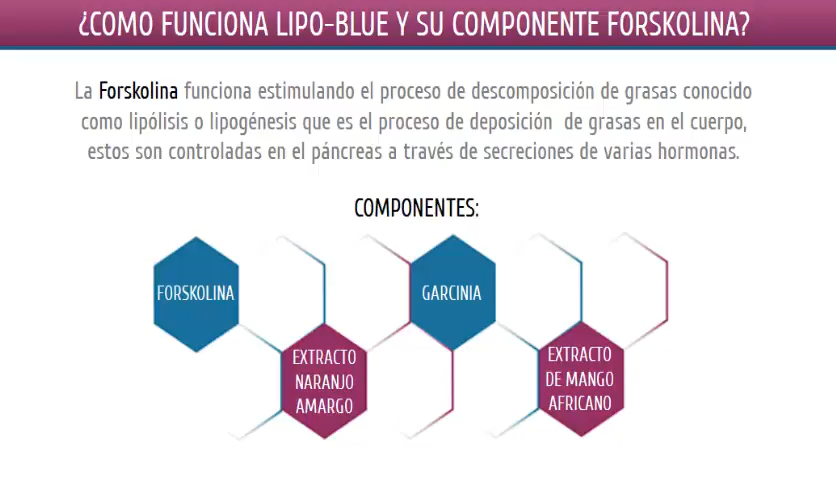 ¿COMO FUNCIONA LIPO-BLUE Y SU COMPONENTE FORSKOLINA?
La Forskolina funciona estimulando el proceso de descomposición de grasas conocido
como lipólisis o lipogénesis que es el proceso de deposición de grasas en el cuerpo,
estos son controladas en el páncreas a través de secreciones de varias hormonas.
COMPONENTES:
FORSKOLINA
GARCINIA
EXTRACTO
NARANJO
AMARGO
EXTRACTO
DE MANGO
AFRICANO